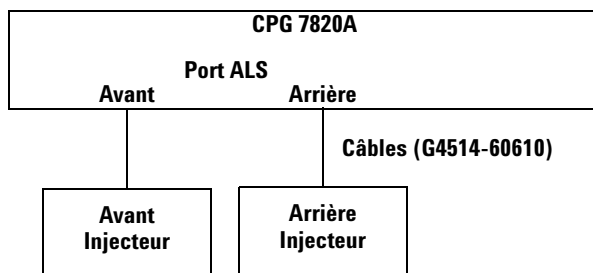 CPG 7820A
Port ALS
Avant Arrière
Câbles (G4514-60610)
Avant
Injecteur
Arrière
Injecteur